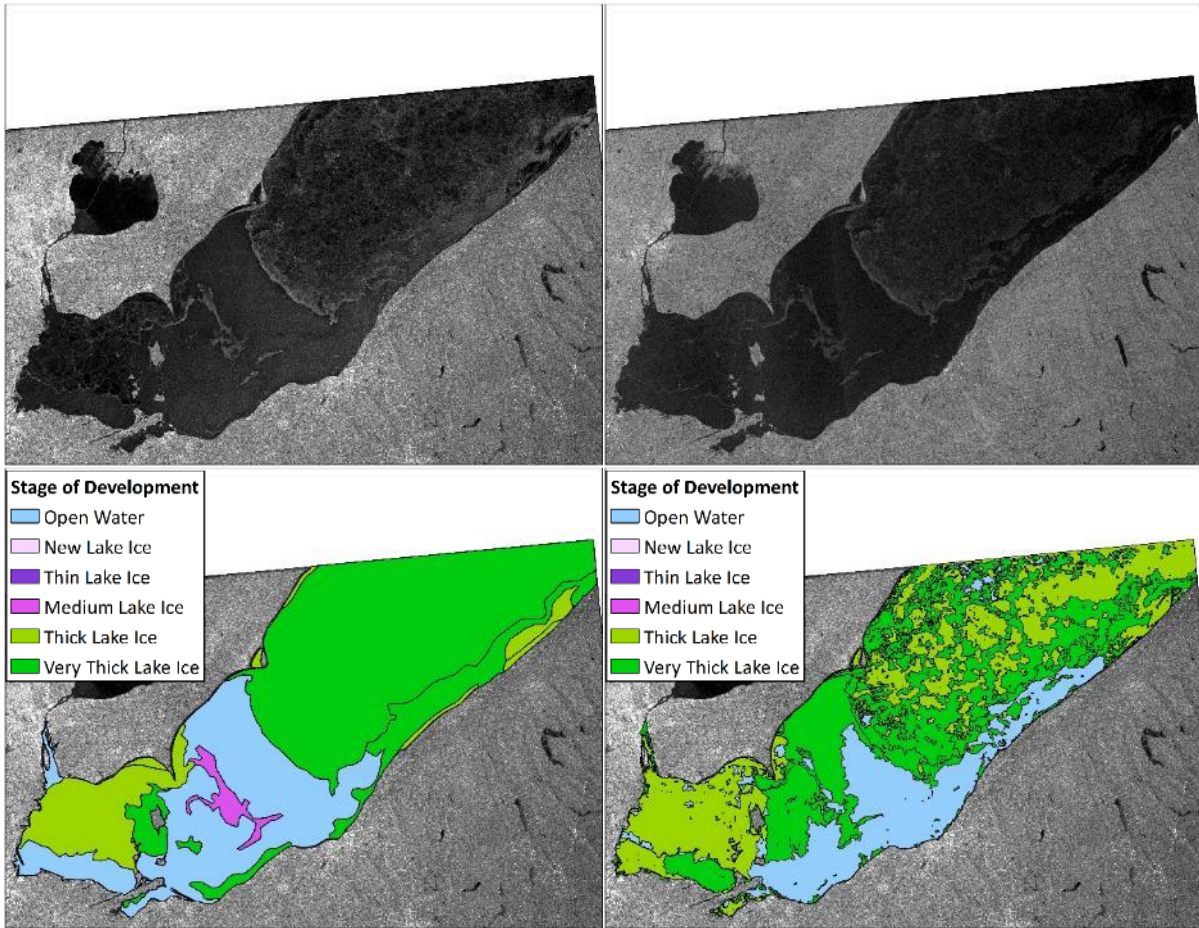 Stage of Development
Open Water
New Lake Ice
Thin Lake Ice
Medium Lake Ice
Thick Lake Ice
Very Thick Lake Ice
Stage of Development
Open Water
New Lake Ice
Thin Lake Ice
Medium Lake Ice
Thick Lake Ice
Very Thick Lake Ice